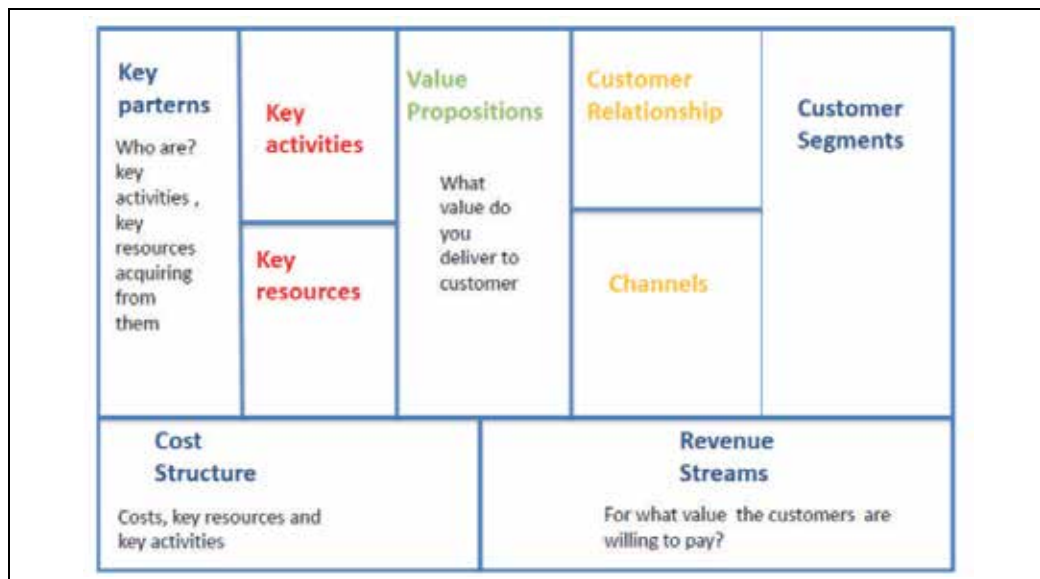 Key
parterns
Who are?
key
activities ,
key
resources
acquiring
from
them
Key
activities
Key
resources
Value
Propositions
What
value do
you
deliver to
customer
Customer
Relationship
Channels
Customer
Segments
Cost
Structure
Costs, key resources and
key activities
Revenue
Streams
For what value the customers are
willing to pay?